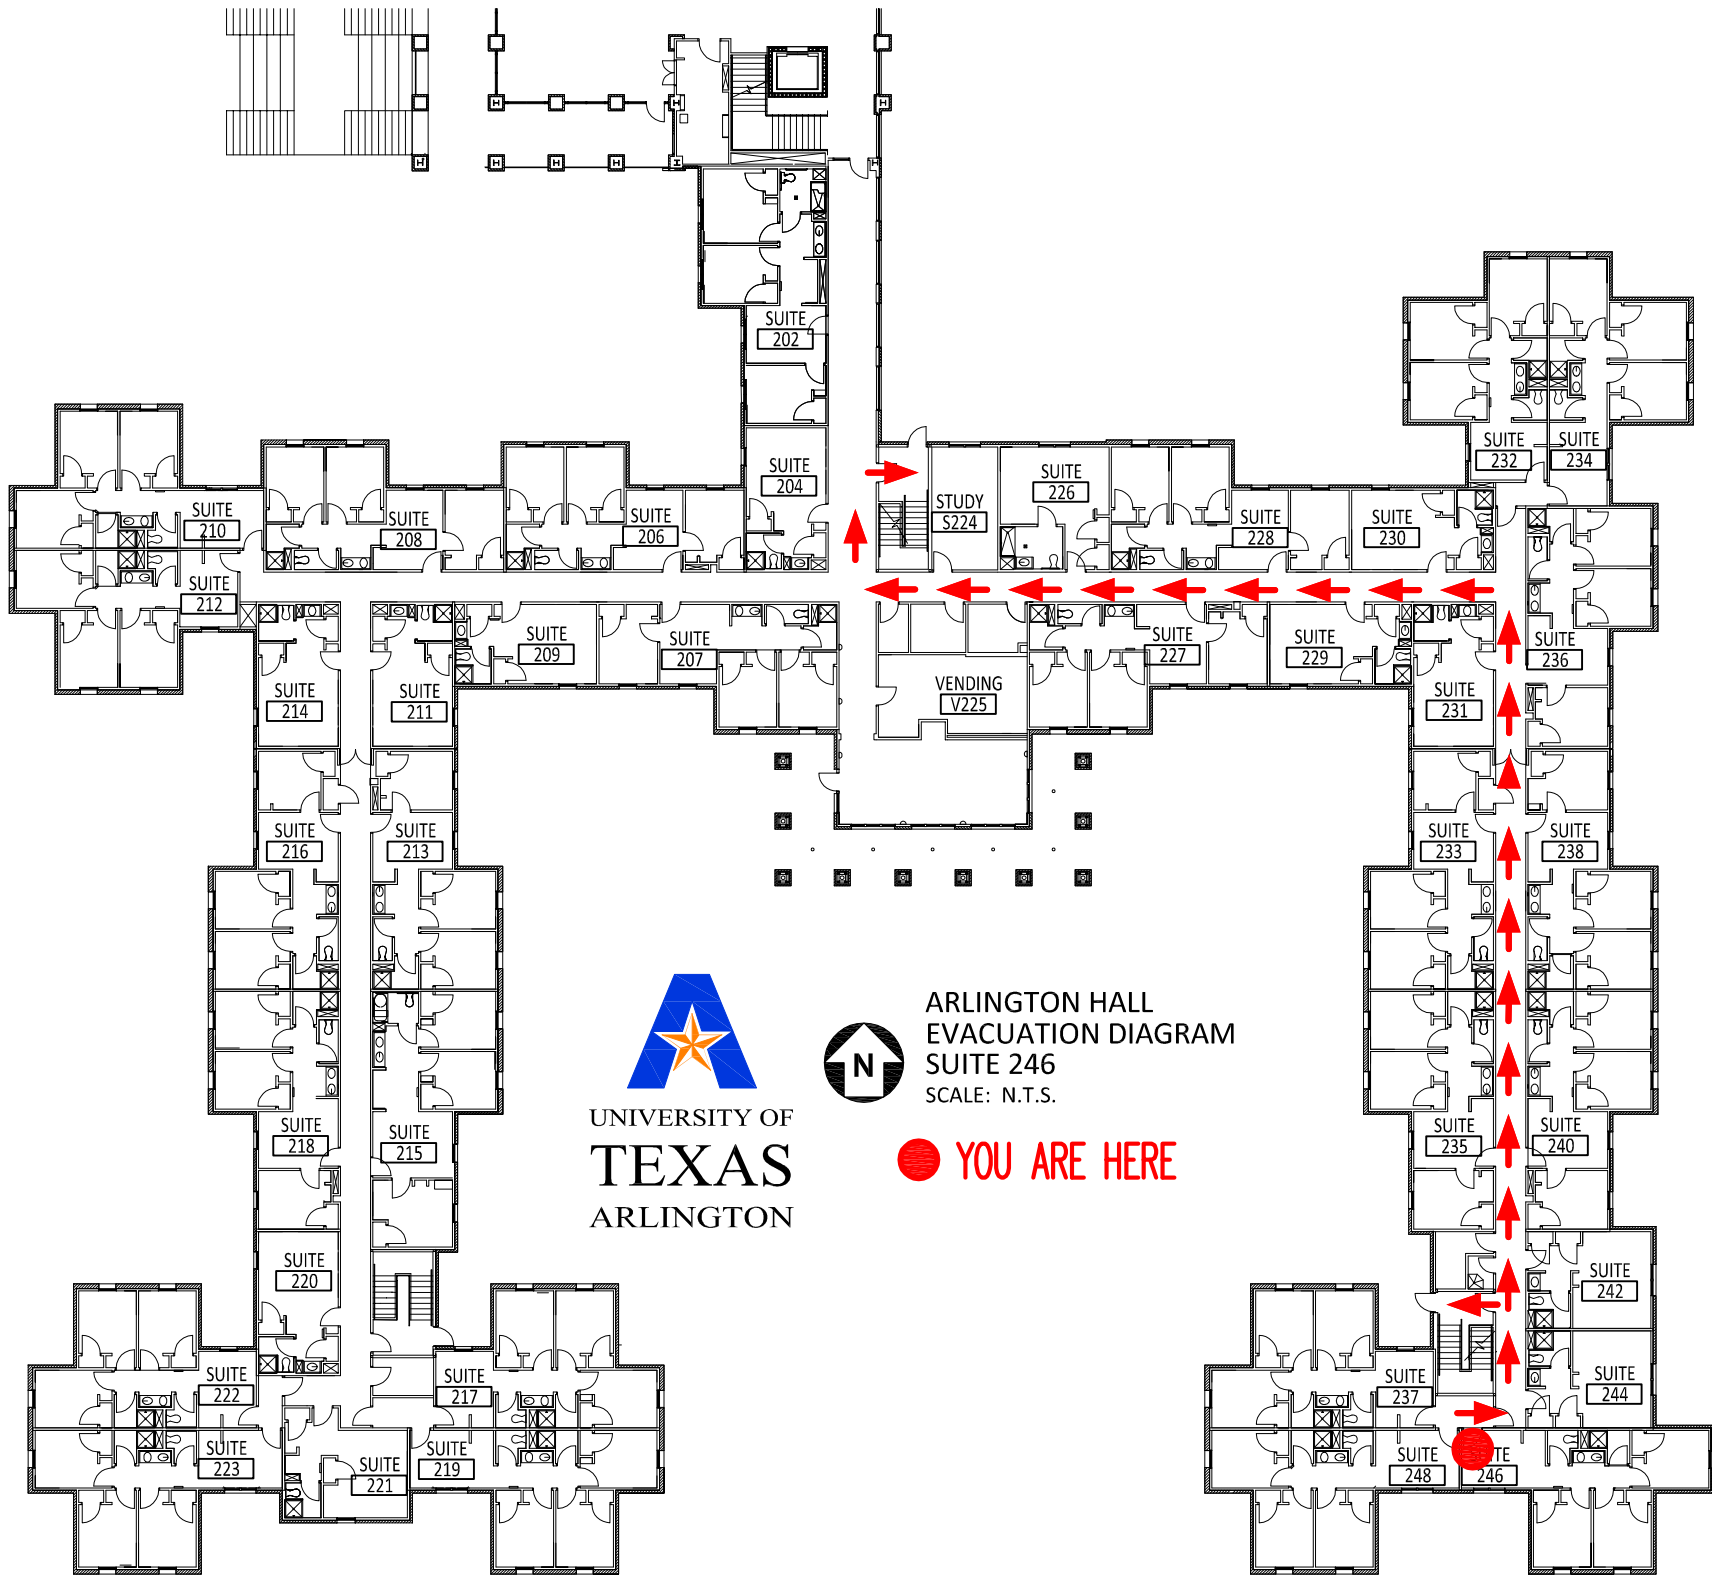 SUITE
202
SUITE
204
STUDY
S224
SUITE
226
SUITE
228
SUITE
230
SUITE
232
SUITE
234
SUITE
210
SUITE
208
SUITE
206
SUITE
212
SUITE
209
SUITE
207
SUITE
227
SUITE
229
SUITE
236
VENDING
V225
SUITE
214
SUITE
211
SUITE
231
SUITE
216
SUITE
213
SUITE
233
SUITE
238
SUITE
218
SUITE
215
SUITE
235
SUITE
240
SUITE
220
SUITE
242
SUITE
222
SUITE
217
SUITE
237
SUITE
244
SUITE
223
SUITE
221
SUITE
219
SUITE
248
SUITE
246
UNIVERSITY OF
TEXAS
ARLINGTON
N
ARLINGTON HALL
EVACUATION DIAGRAM
SUITE 246
SCALE: N.T.S.
YOU ARE HERE